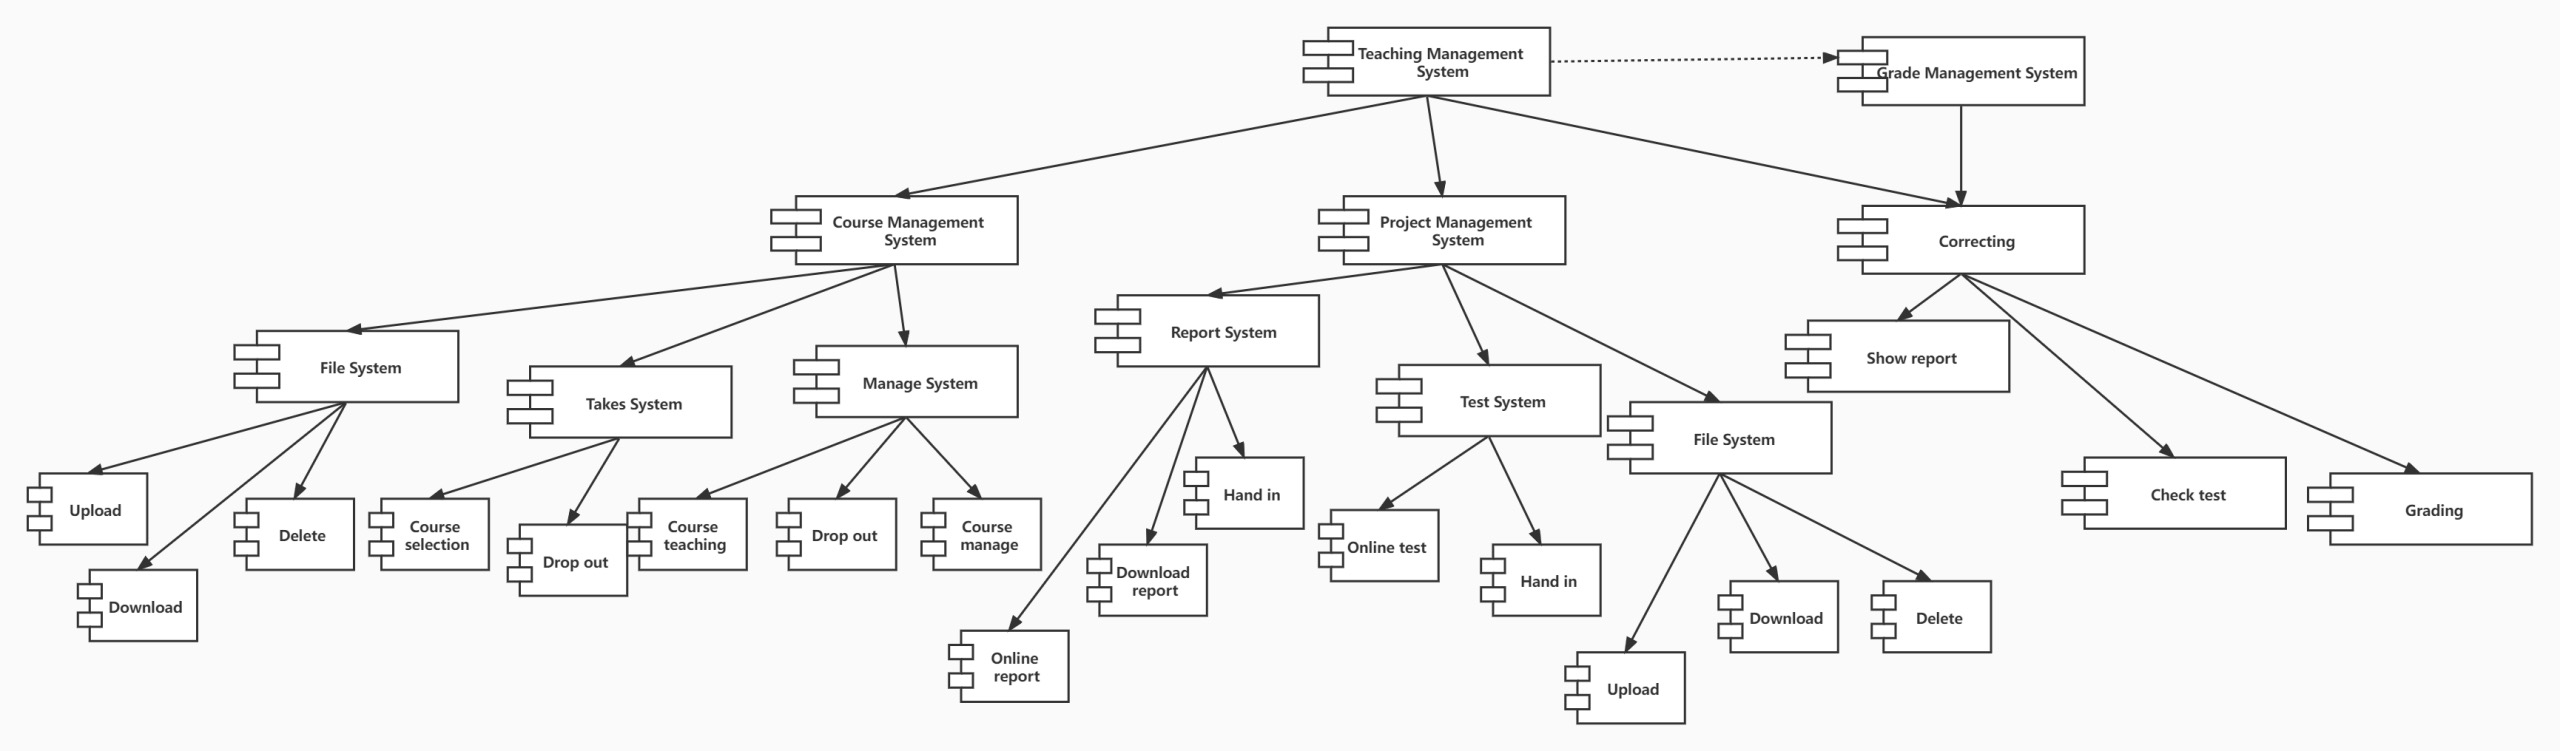 Teaching Management
System
Grade Management System
Course Management
System
Project Management
System
Correcting
Report System
Show report
File System
Manage System
Takes System
Test System
File System
Upload
Delete
Course
selection
Drop out
Course
teaching
Drop out
Course
manage
Hand in
Check test
Grading
Download
Download
report
Online test
Hand in
Online
report
Download
Delete
Upload